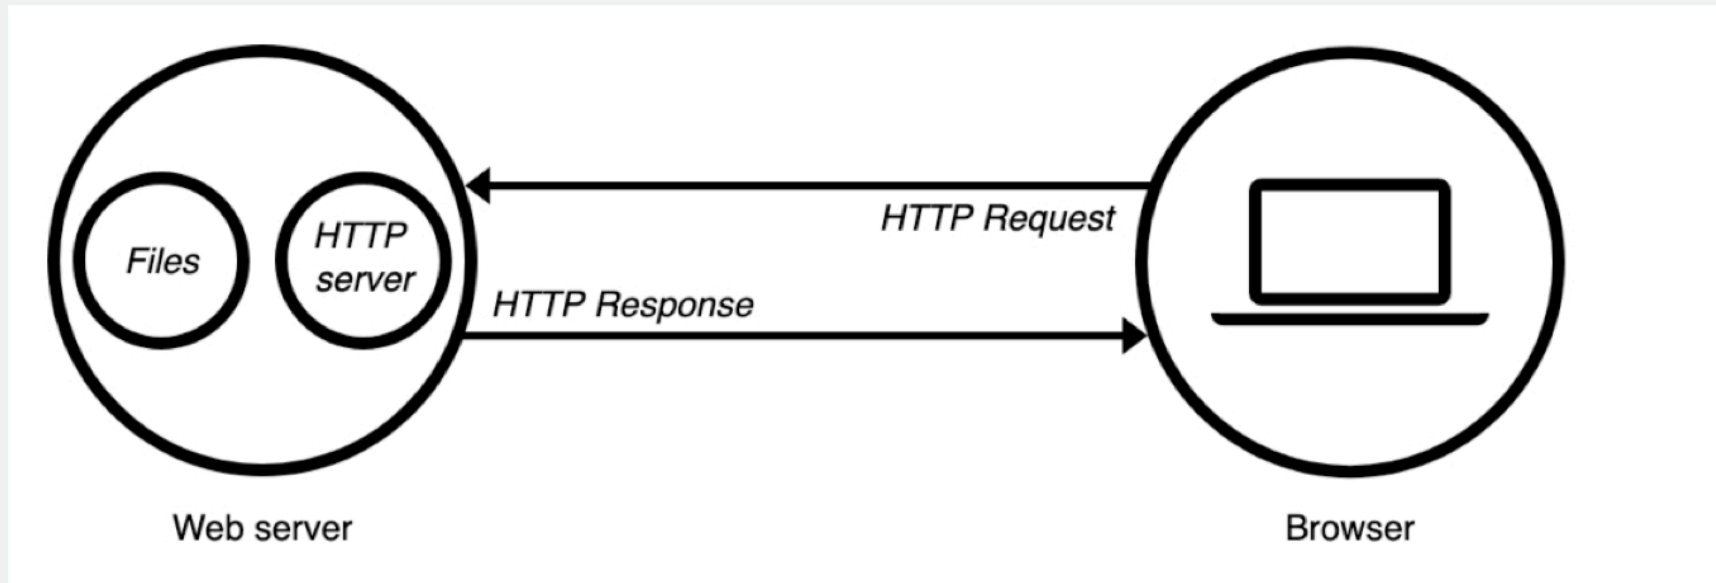 Files
HTTP
server
HTTP Request
HTTP Response
Web server
Browser